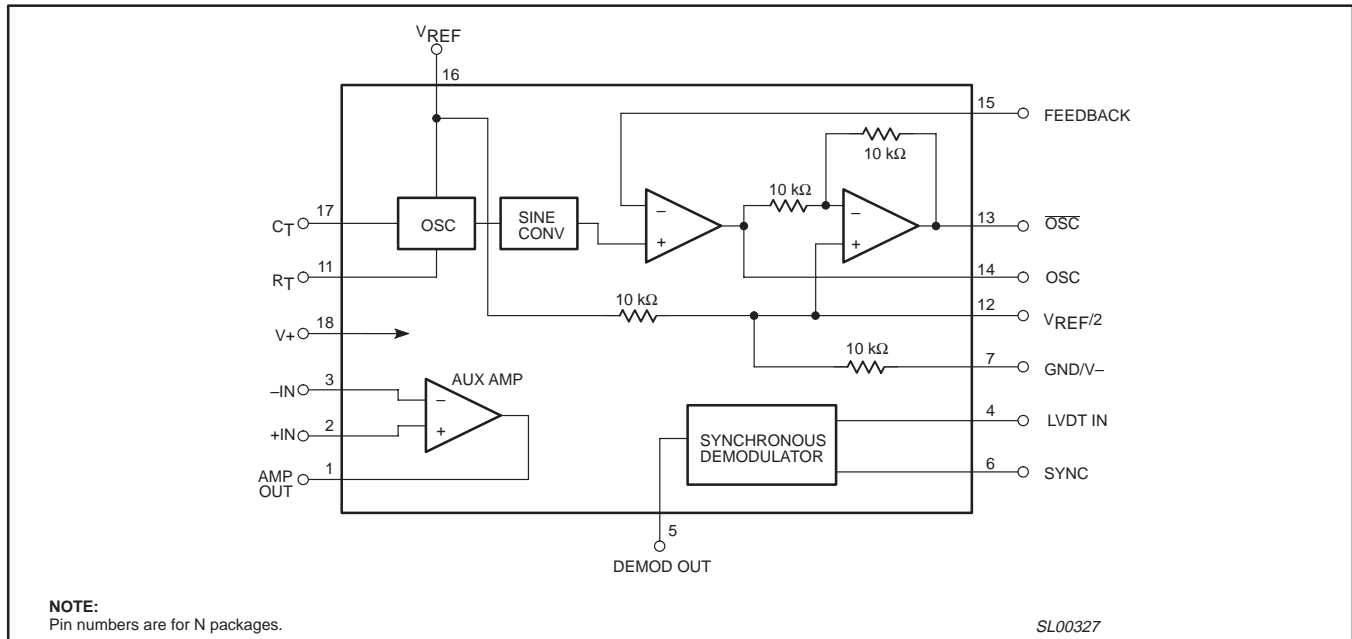 VREF
16
15
FEEDBACK
10 kΩ
10 kΩ
17
CT
OSC
SINE
CONV
–
+
–
+
13
OSC
14
OSC
11
RT
10 kΩ
12
VREF/2
18
V+
10 kΩ
7
GND/V–
3
–IN
AUX AMP
–
+
2
+IN
4
LVDT IN
SYNCHRONOUS
DEMODULATOR
6
SYNC
1
AMP
OUT
5
DEMOD OUT
NOTE:
Pin numbers are for N packages.
SL00327